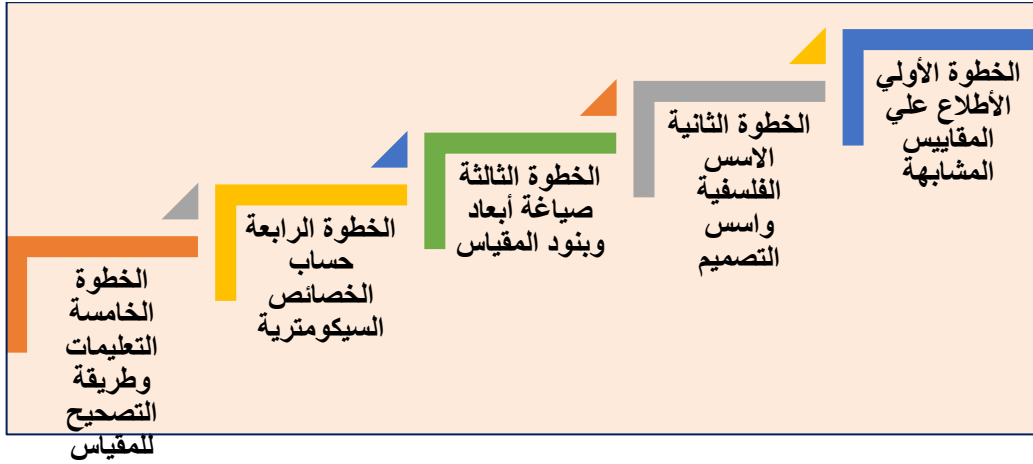 الخطوة الأولي
الأطلاع علي
المقاييس
المشابهة
الخطوة الثانية
الاسس
الفلسفية
واسس
التصميم
الخطوة الثالثة
صياغة أبعاد
وبنود المقياس
الخطوة الرابعة
حساب
الخصائص
السيكومترية
الخطوة
الخامسة
التعليمات
وطريقة
التصحيح
للمقياس